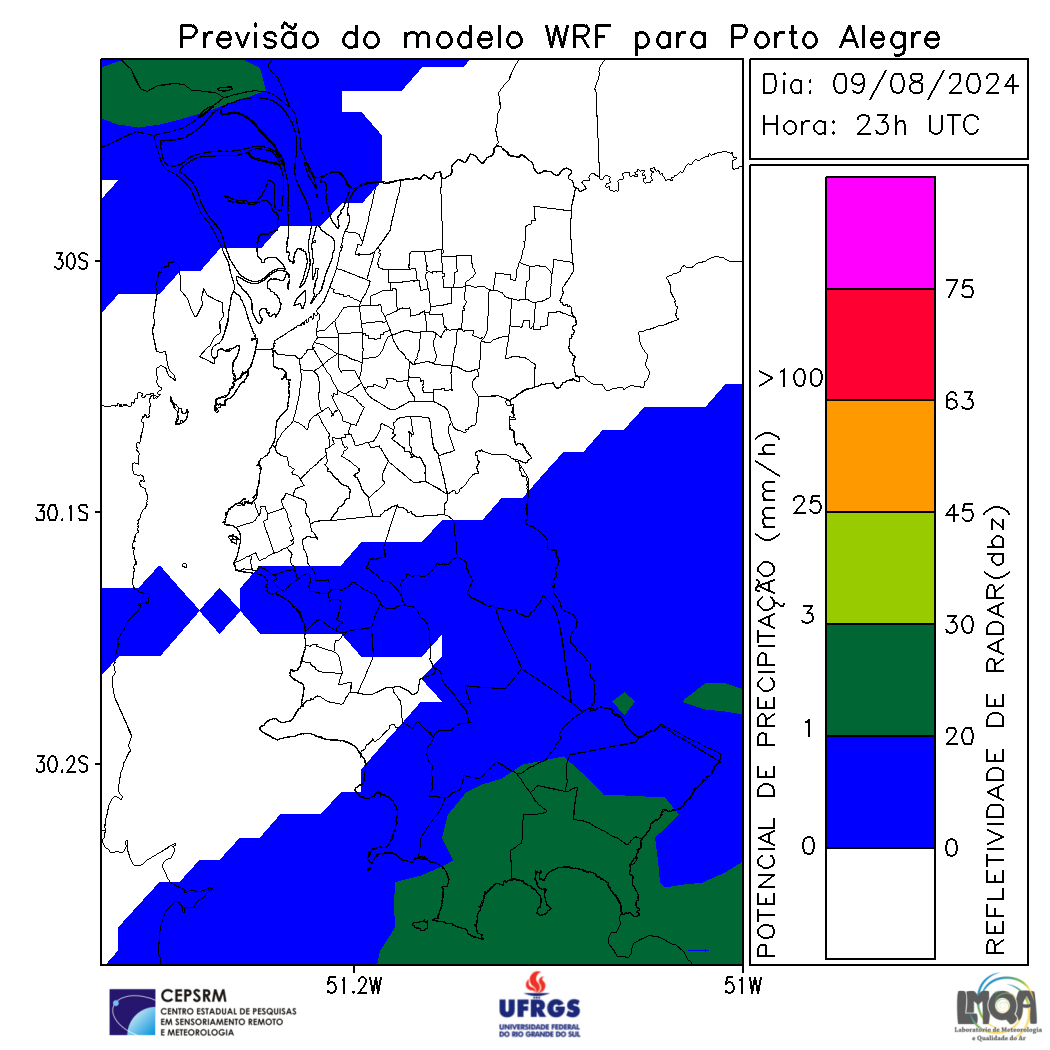 Previsão do modelo WRF para Porto Alegre
Dia: 09/08/2024
Hora: 23h UTC
30S
30.1S
30.2S
51.2W
51W
POTENCIAL DE PRECIPITAÇÃO (mm/h)
>100
25
3
1
0
75
63
45
30
20
0
REFLETIVIDADE DE RADAR(dbz)
CEPSRM
CENTRO ESTADUAL DE PESQUISAS
EM SENSORIAMENTO REMOTO
E METEOROLOGIA
UFRGS
UNIVERSIDADE FEDERAL
DO RIO GRANDE DO SUL
LMQA
Laboratório de Meteorologia
e Qualidade do Ar